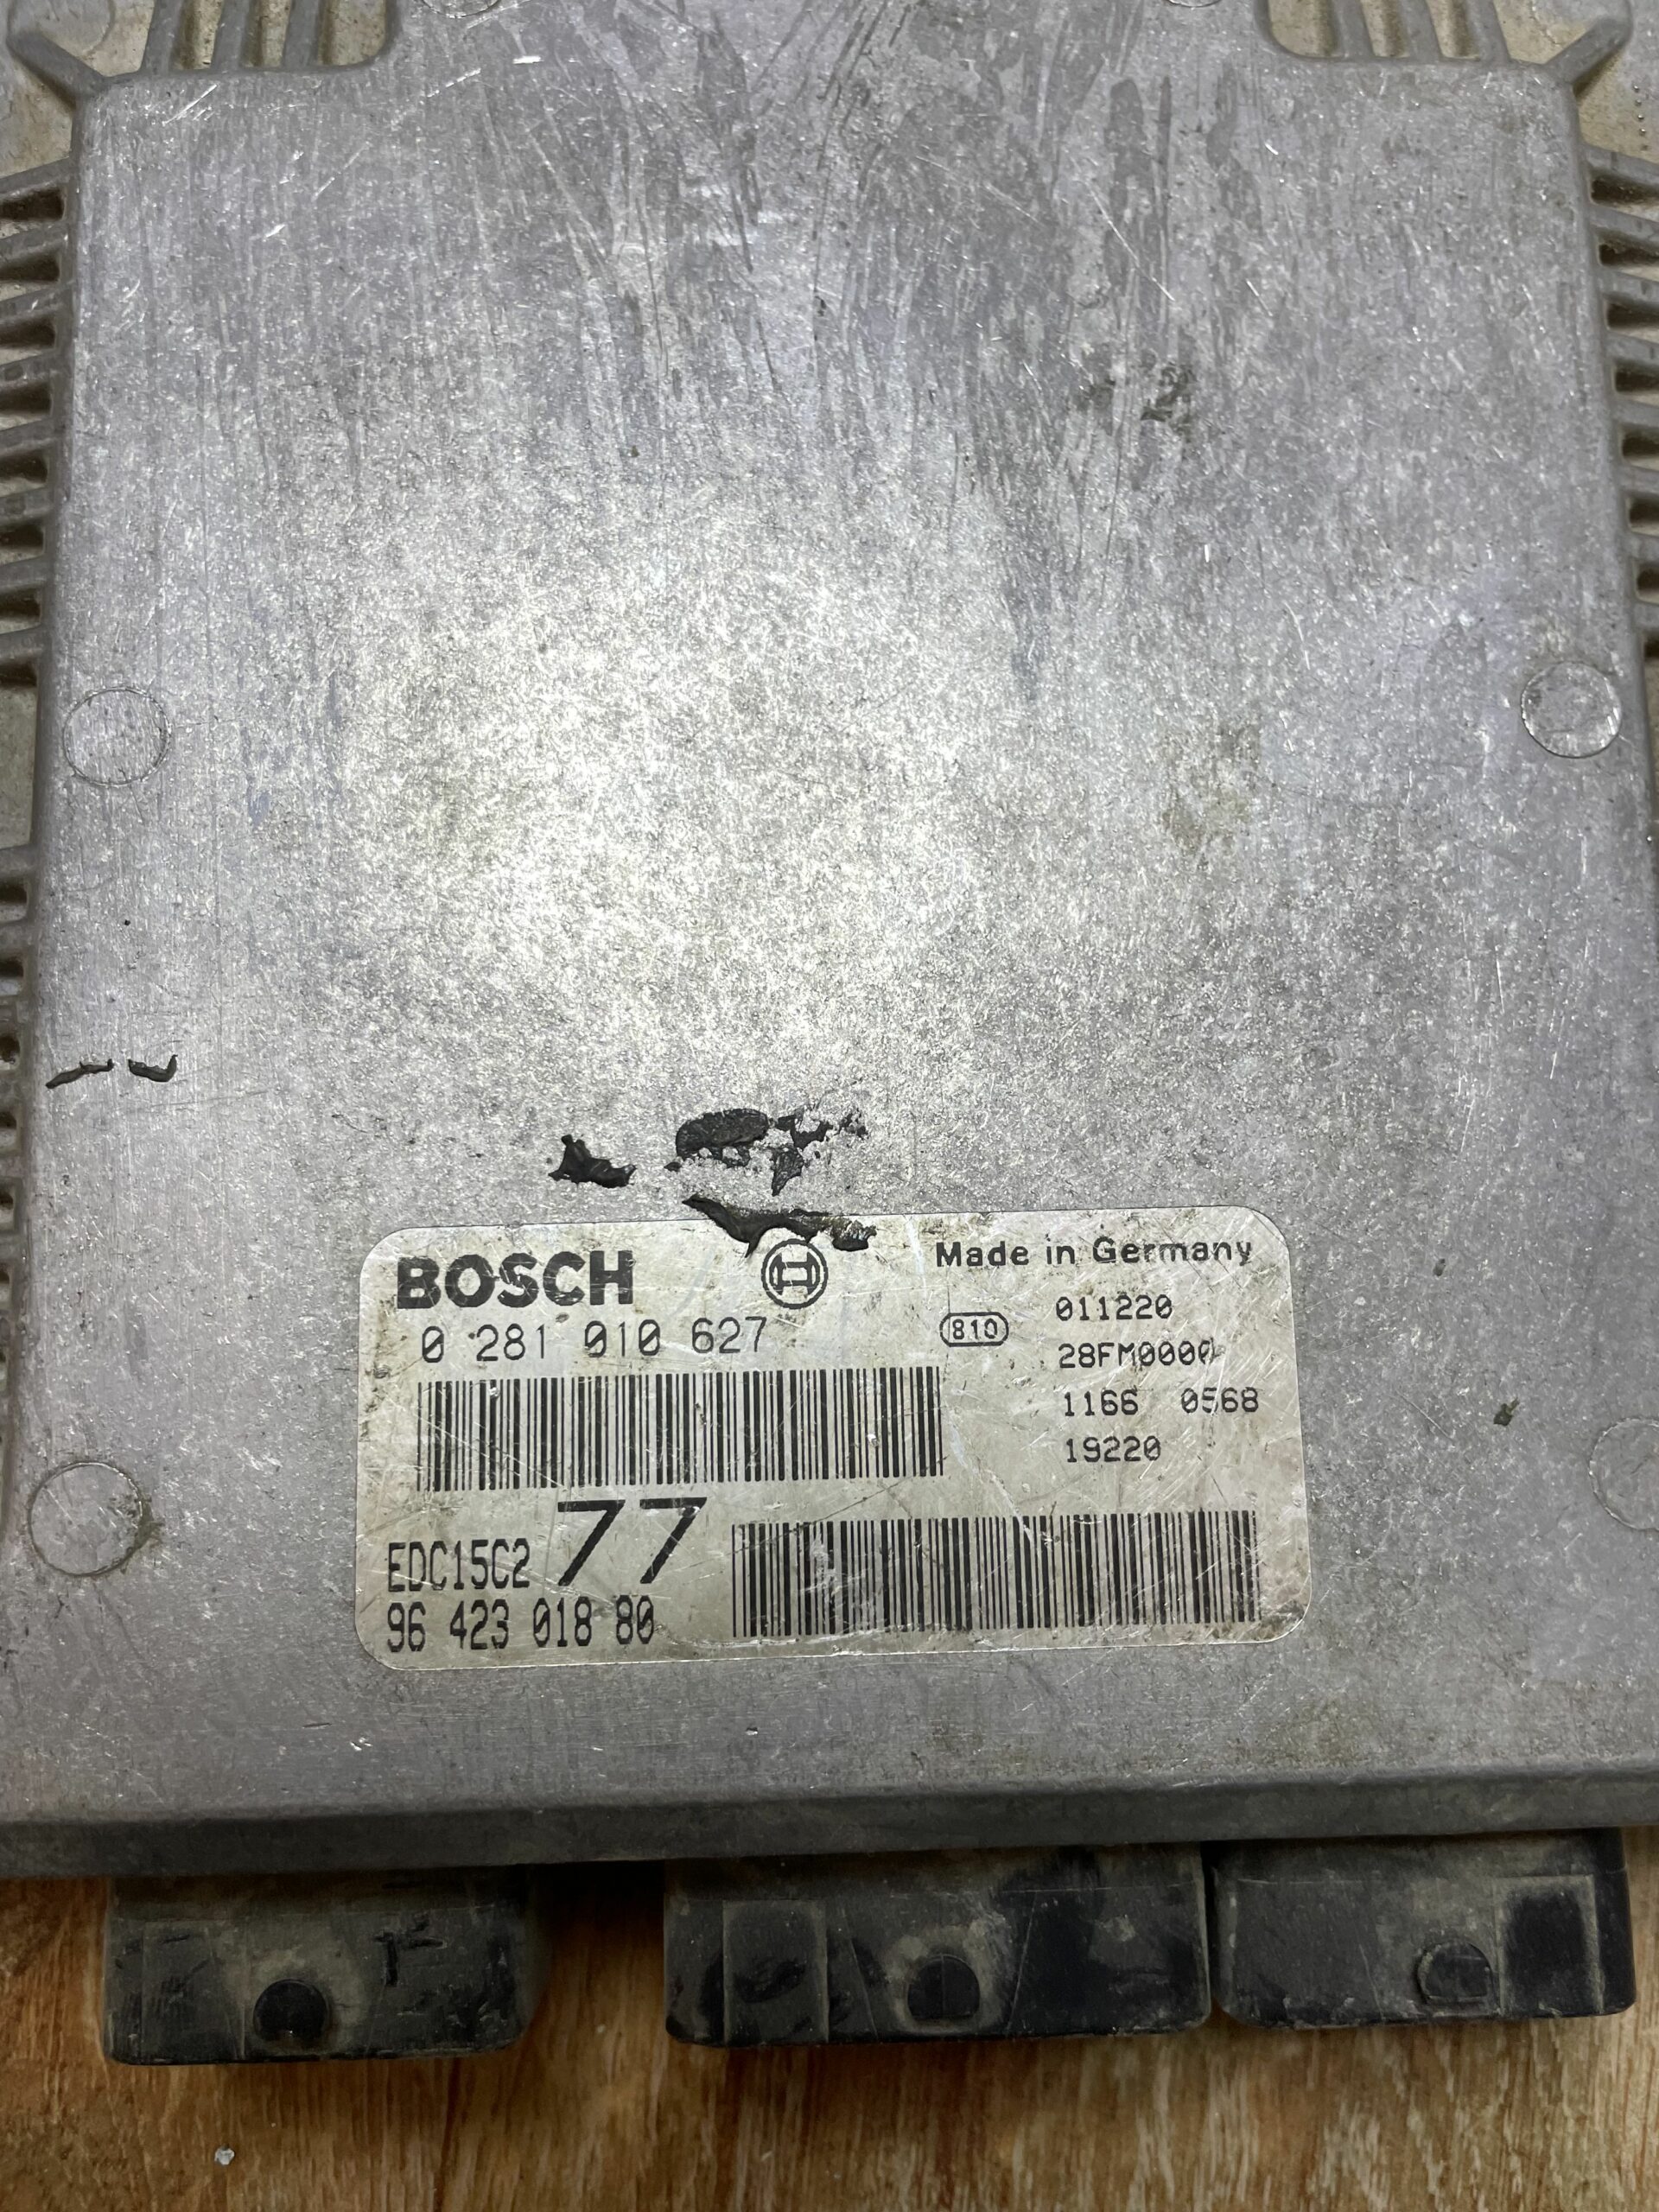 BOSCH
Made in Germany
0 281 010 627
810
011220
28FM0000
1166 0568
19220
77
EDC15C2
96 423 018 80